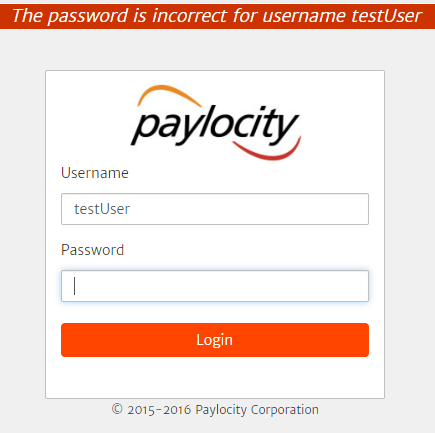 The password is incorrect for username testUser
paylocity
Username
testUser
Password
Login
© 2015-2016 Paylocity Corporation